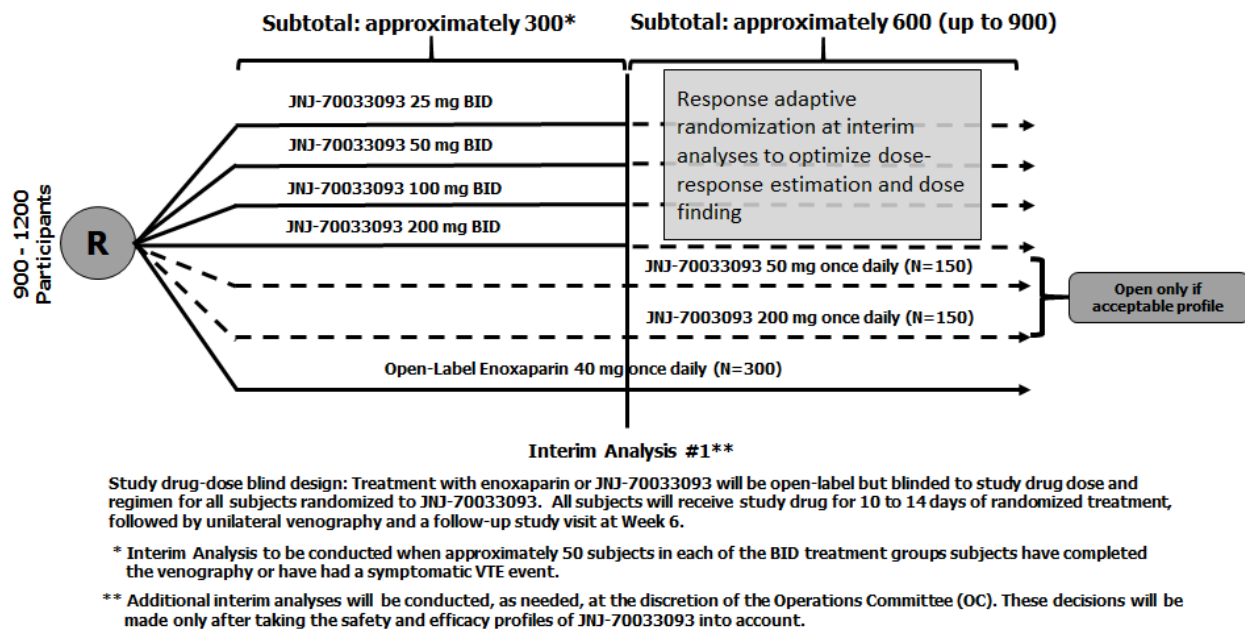 Subtotal: approximately 300*
Subtotal: approximately 600 (up to 900)
JNJ-70033093 25 mg BID
JNJ-70033093 50 mg BID
JNJ-70033093 100 mg BID
JNJ-70033093 200 mg BID
Response adaptive
randomization at interim
analyses to optimize dose-
response estimation and dose
finding
900 - 1200
Participants
R
JNJ-70033093 50 mg once daily (N=150)
JNJ-7003093 200 mg once daily (N=150)
Open only if
acceptable profile
Open-Label Enoxaparin 40 mg once daily (N=300)
Interim Analysis #1**
Study drug-dose blind design: Treatment with enoxaparin or JNJ-70033093 will be open-label but blinded to study drug dose and
regimen for all subjects randomized to JNJ-70033093. All subjects will receive study drug for 10 to 14 days of randomized treatment,
followed by unilateral venography and a follow-up study visit at Week 6.
* Interim Analysis to be conducted when approximately 50 subjects in each of the BID treatment groups subjects have completed
the venography or have had a symptomatic VTE event.
** Additional interim analyses will be conducted, as needed, at the discretion of the Operations Committee (OC). These decisions will be
made only after taking the safety and efficacy profiles of JNJ-70033093 into account.